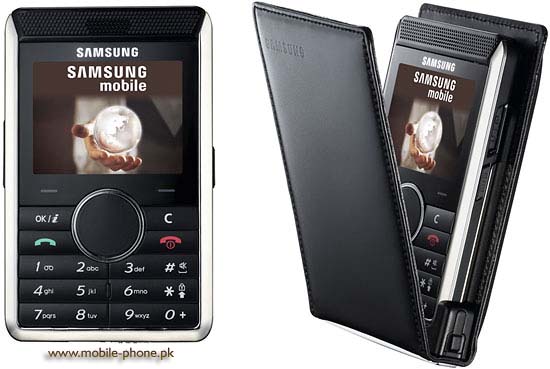 SAMSUNG
SAMSUNG
mobile
OK/i C
1 2abc 3def #
4ghi 5jkl 6mno *
7pqrs 8tuv 9wxyz 0+
www.mobile-phone.pk
SAMSUNG
SAMSUNG
SAMSUNG
mobile